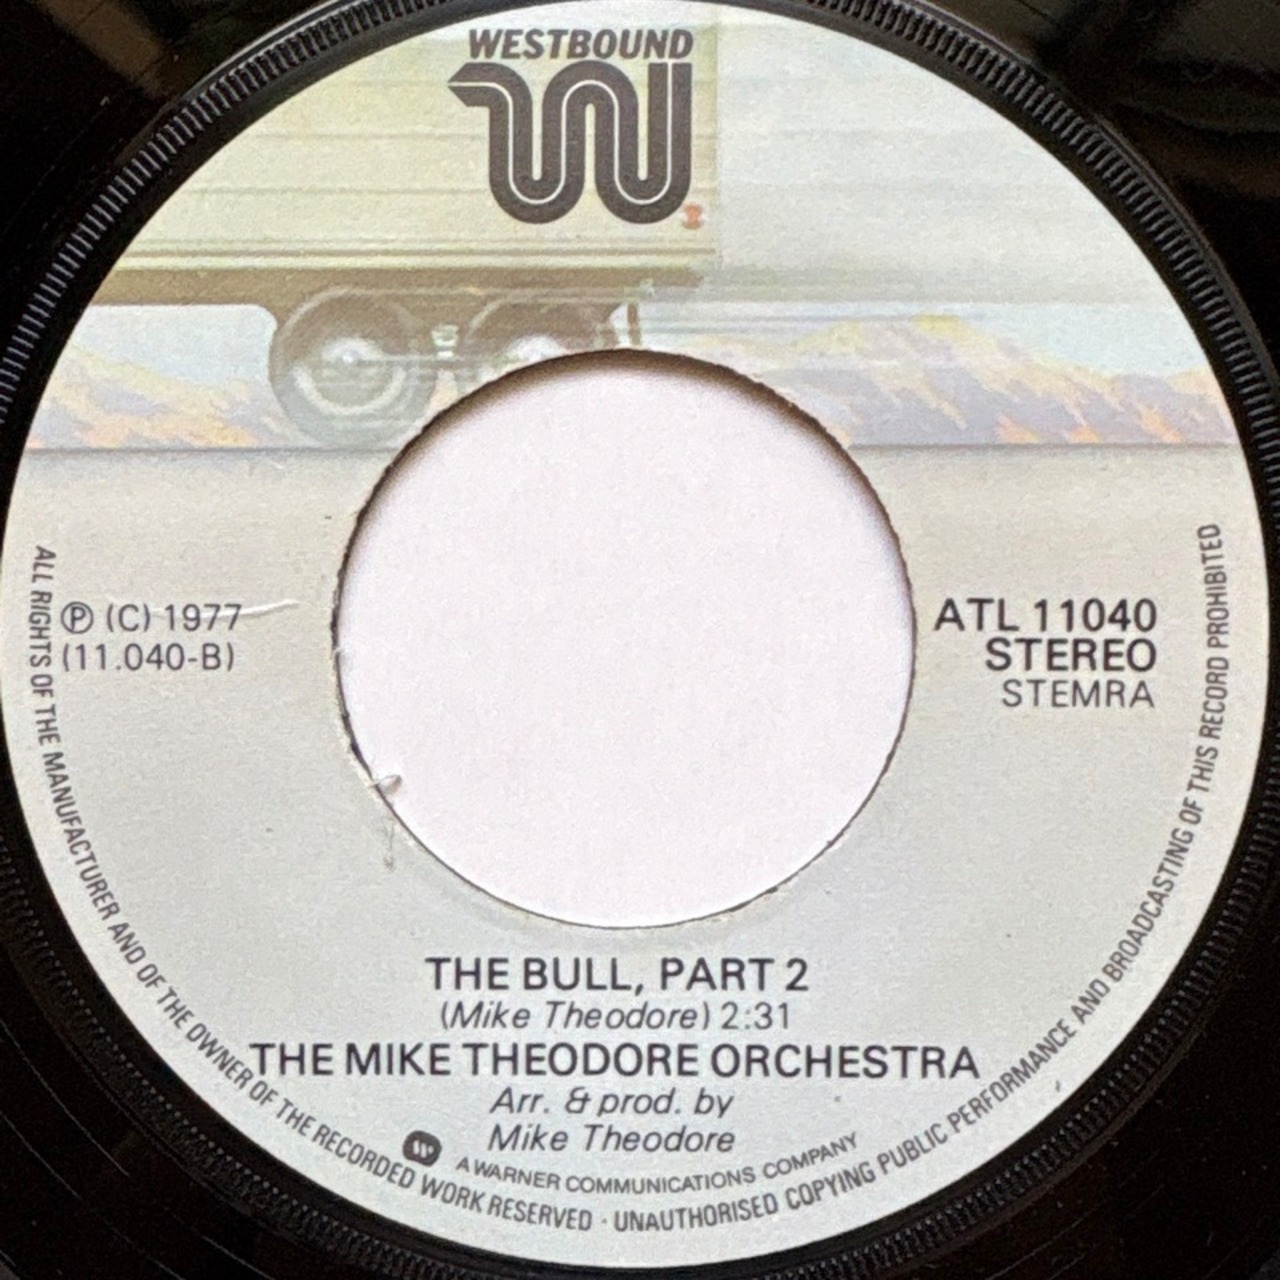 WESTBOUND
W
℗ (C) 1977
(11.040-B)
ATL 11040
STEREO
STEMRA
THE BULL, PART 2
(Mike Theodore) 2:31
THE MIKE THEODORE ORCHESTRA
Arr. & prod. by
Mike Theodore
A WARNER COMMUNICATIONS COMPANY
ALL RIGHTS OF THE MANUFACTURER AND OF THE OWNER OF THE RECORDED WORK RESERVED · UNAUTHORISED COPYING PUBLIC PERFORMANCE AND BROADCASTING OF THIS RECORD PROHIBITED